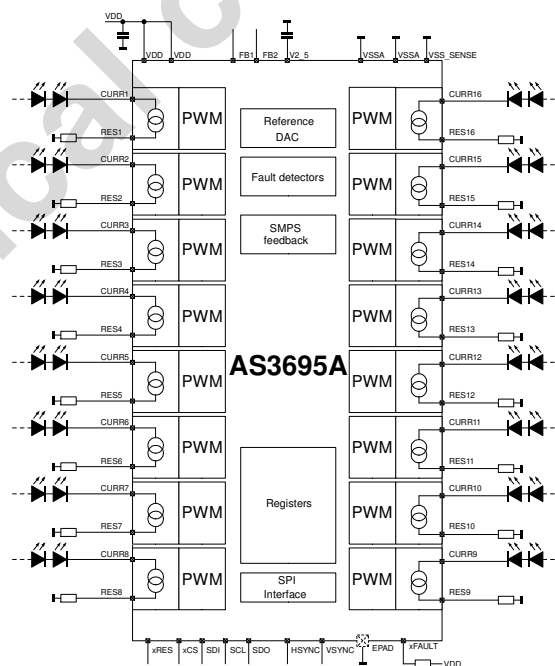 VDD
VDD VDD FB1 FB2 V2_5 VSSA VSSA VSS_SENSE
CURR1 PWM Reference DAC PWM CURR16
RES1 RES16
CURR2 PWM Fault detectors PWM CURR15
RES2 RES15
CURR3 PWM SMPS feedback PWM CURR14
RES3 RES14
CURR4 PWM PWM CURR13
RES4 RES13
CURR5 PWM AS3695A PWM CURR12
RES5 RES12
CURR6 PWM PWM CURR11
RES6 RES11
CURR7 PWM Registers PWM CURR10
RES7 RES10
CURR8 PWM SPI Interface PWM CURR9
RES8 RES9
xRES xCS SDI SCL SDO HSYNC VSYNC EPAD xFAULT
VDD